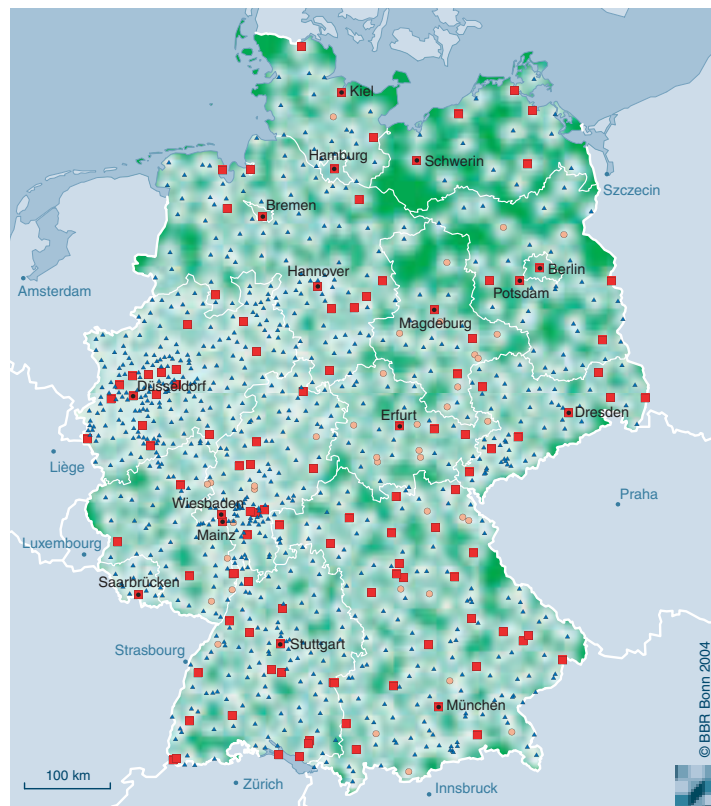 Kiel
Hamburg
Schwerin
Szczecin
Bremen
Berlin
Hannover
Potsdam
Amsterdam
Magdeburg
Düsseldorf
Erfurt
Dresden
Liège
Praha
Wiesbaden
Mainz
Luxembourg
Saarbrücken
Stuttgart
Strasbourg
München
© BBR Bonn 2004
100 km
Zürich
Innsbruck